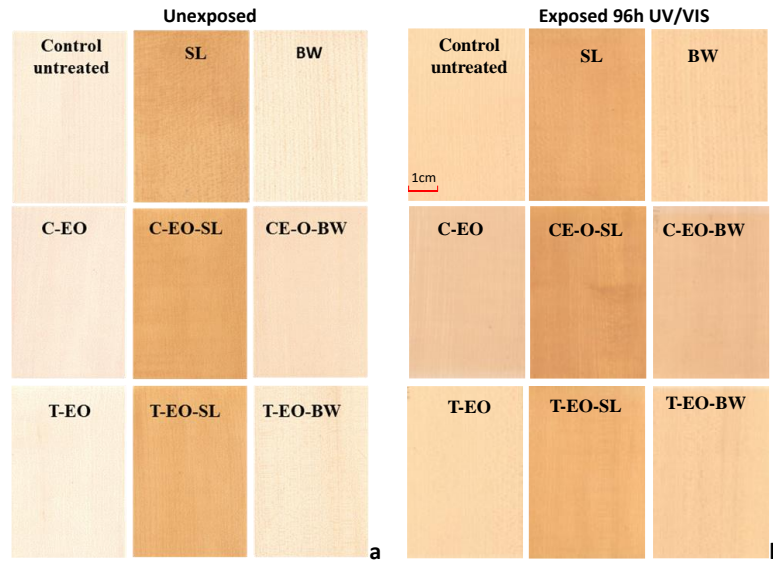 Unexposed
Exposed 96h UV/VIS
Control
untreated
SL
BW
Control
untreated
SL
BW
1cm
C-EO
C-EO-SL
CE-O-BW
C-EO
CE-O-SL
C-EO-BW
T-EO
T-EO-SL
T-EO-BW
T-EO
T-EO-SL
T-EO-BW
a